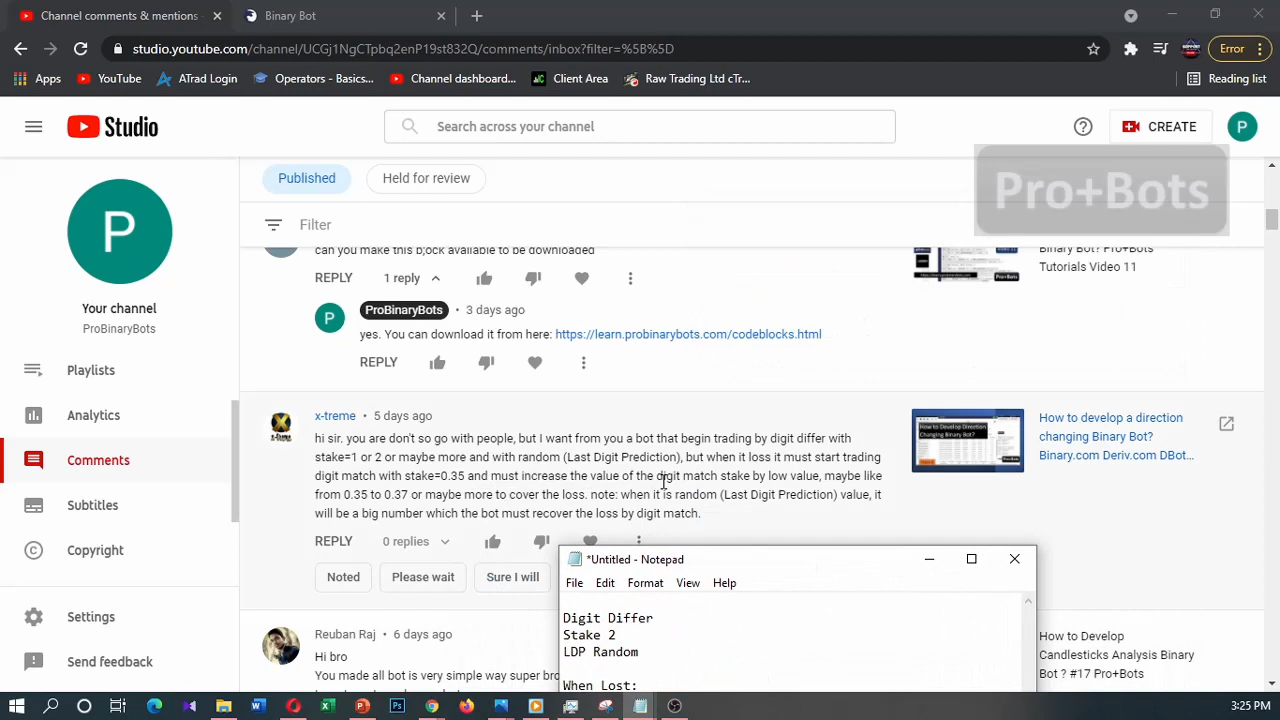 Channel comments & mentions -
Binary Bot
studio.youtube.com/channel/UCGj1NgCTpbq2enP19st832Q/comments/inbox?filter=%5B%5D
Error
Apps
YouTube
ATrad Login
Operators - Basics...
Channel dashboard...
Client Area
Raw Trading Ltd cTr...
Reading list
Studio
Search across your channel
CREATE
P
Pro+Bots
Published
Held for review
Filter
P
Your channel
ProBinaryBots
Playlists
Analytics
Comments
Subtitles
Copyright
Settings
Send feedback
can you make this block available to be downloaded
REPLY
1 reply
Binary Bot? Pro+Bots
Tutorials Video 11
P
ProBinaryBots • 3 days ago
yes. You can download it from here: https://learn.probinarybots.com/codeblocks.html
REPLY
x-treme • 5 days ago
hi sir. you are don't so go with people, but I want from you a bot that begin trading by digit differ with
stake=1 or 2 or maybe more and with random (Last Digit Prediction), but when it loss it must start trading
digit match with stake=0.35 and must increase the value of the digit match stake by low value, maybe like
from 0.35 to 0.37 or maybe more to cover the loss. note: when it is random (Last Digit Prediction) value, it
will be a big number which the bot must recover the loss by digit match.
How to Develop Direction
Changing Binary Bot?
How to develop a direction
changing Binary Bot?
Binary.com Deriv.com DBot...
REPLY
0 replies
Noted
Please wait
Sure I will
Reuban Raj • 6 days ago
Hi bro
You made all bot is very simple way super bro
How to Develop
Candlesticks Analysis Binary
Bot ? #17 Pro+Bots
*Untitled - Notepad
File Edit Format View Help
Digit Differ
Stake 2
LDP Random
When Lost:
3:25 PM